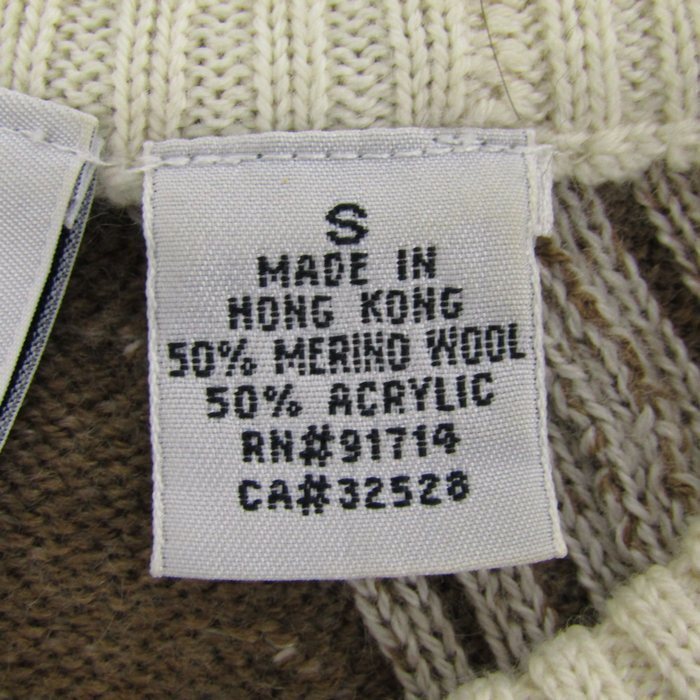 S
MADE IN
HONG KONG
50% MERINO WOOL
50% ACRYLIC
RN#91714
CA#32528